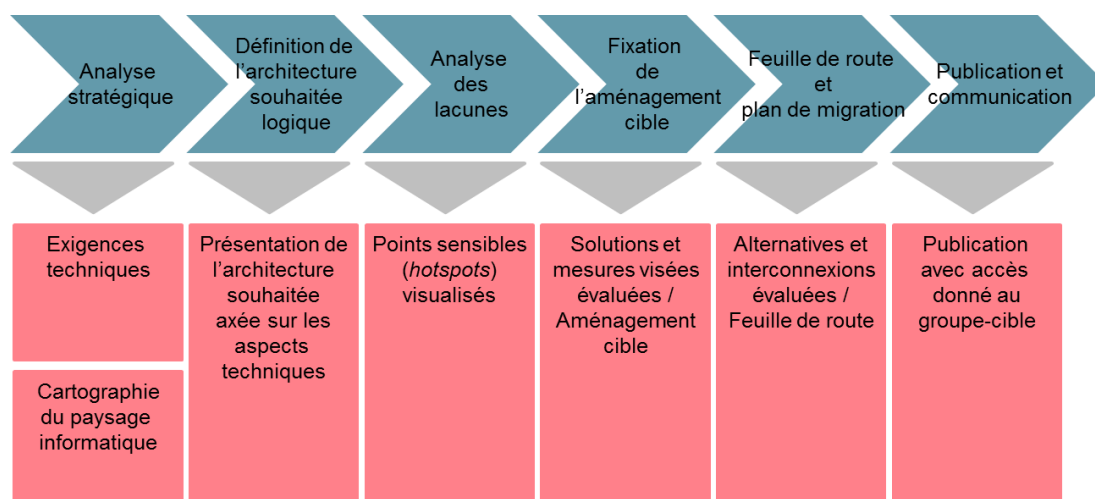 Analyse
stratégique
Définition de
l'architecture
souhaitée
logique
Analyse
des
lacunes
Fixation
de
l'aménagement
cible
Feuille de route
et
plan de migration
Publication et
communication
Exigences
techniques
Cartographie
du paysage
informatique
Présentation de
l'architecture
souhaitée
axée sur les
aspects
techniques
Points sensibles
(hotspots)
visualisés
Solutions et
mesures visées
évaluées /
Aménagement
cible
Alternatives et
interconnexions
évaluées /
Feuille de route
Publication
avec accès
donné au
groupe-cible